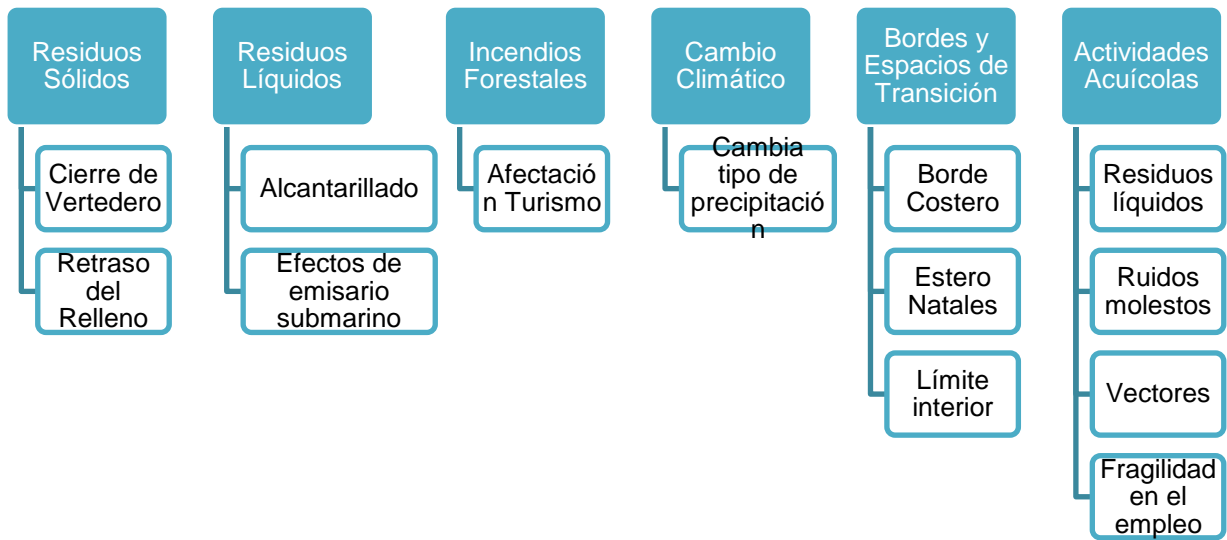 Residuos
Sólidos
Cierre de
Vertedero
Retraso
del
Relleno
Residuos
Líquidos
Alcantarillado
Efectos de
emisario
submarino
Incendios
Forestales
Afectació
n Turismo
Cambio
Climático
Cambia
tipo de
precipitació
n
Bordes y
Espacios de
Transición
Borde
Costero
Estero
Natales
Límite
interior
Actividades
Acuícolas
Residuos
líquidos
Ruidos
molestos
Vectores
Fragilidad
en el
empleo